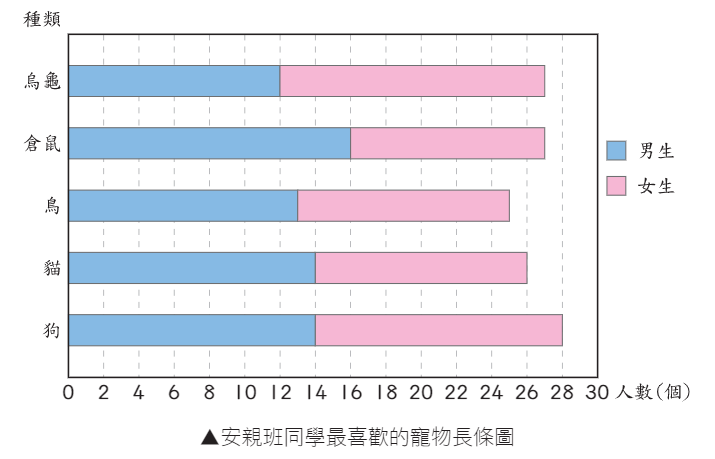 種類
烏龜
倉鼠
鳥
貓
狗
男生
女生
0 2 4 6 8 10 12 14 16 18 20 22 24 26 28 30 人數(個)
▲安親班同學最喜歡的寵物長條圖